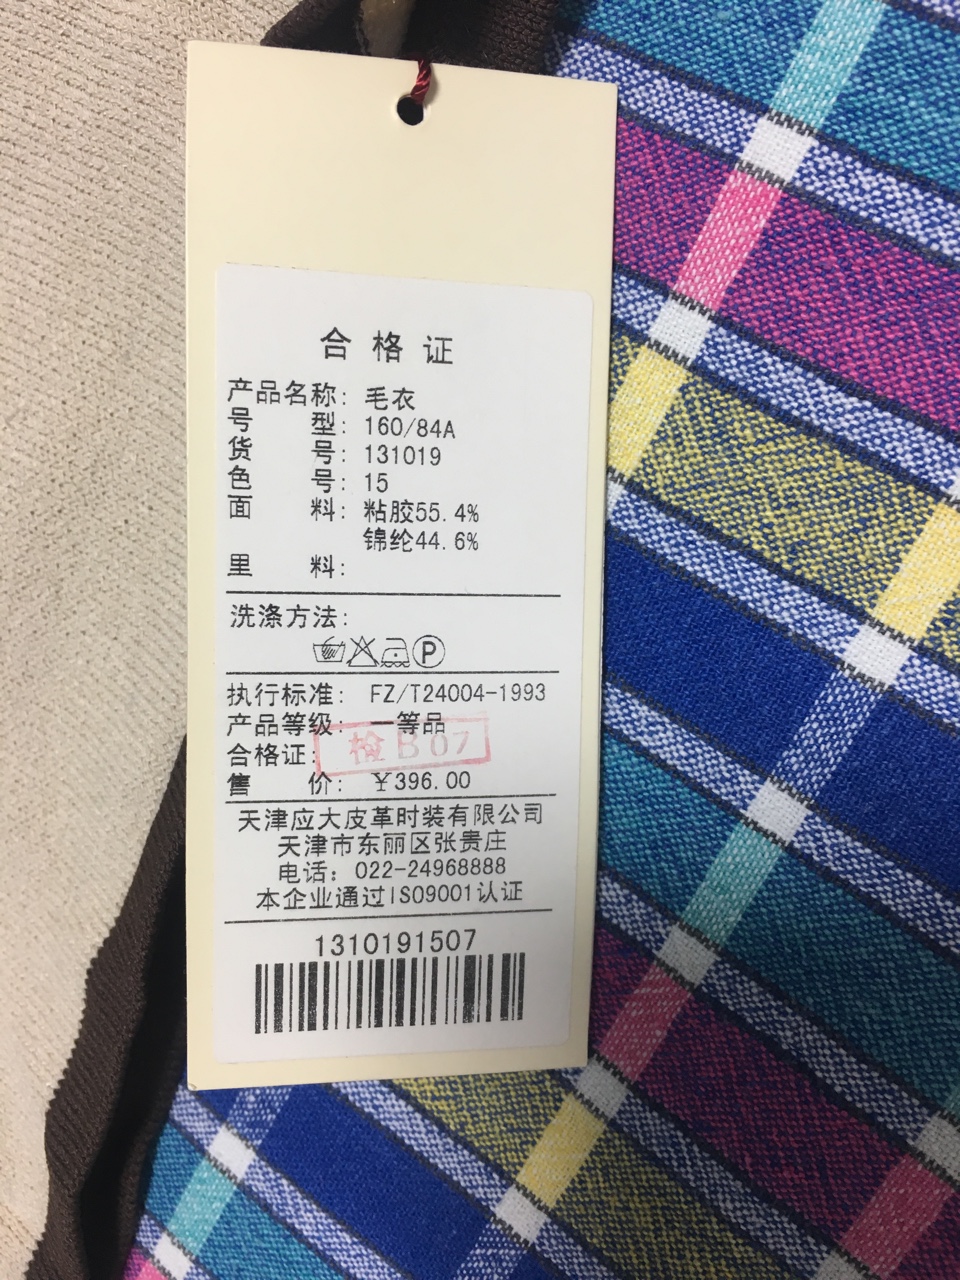 合格证
产品名称: 毛衣
号 型: 160/84A
货 号: 131019
色 号: 15
面 料: 粘胶55.4%
锦纶44.6%
里 料:
洗涤方法:
P
执行标准: FZ/T24004-1993
产品等级: 一等品
合格证: 检B07
售 价: ¥396.00
天津应大皮革时装有限公司
天津市东丽区张贵庄
电话: 022-24968888
本企业通过ISO9001认证
1310191507